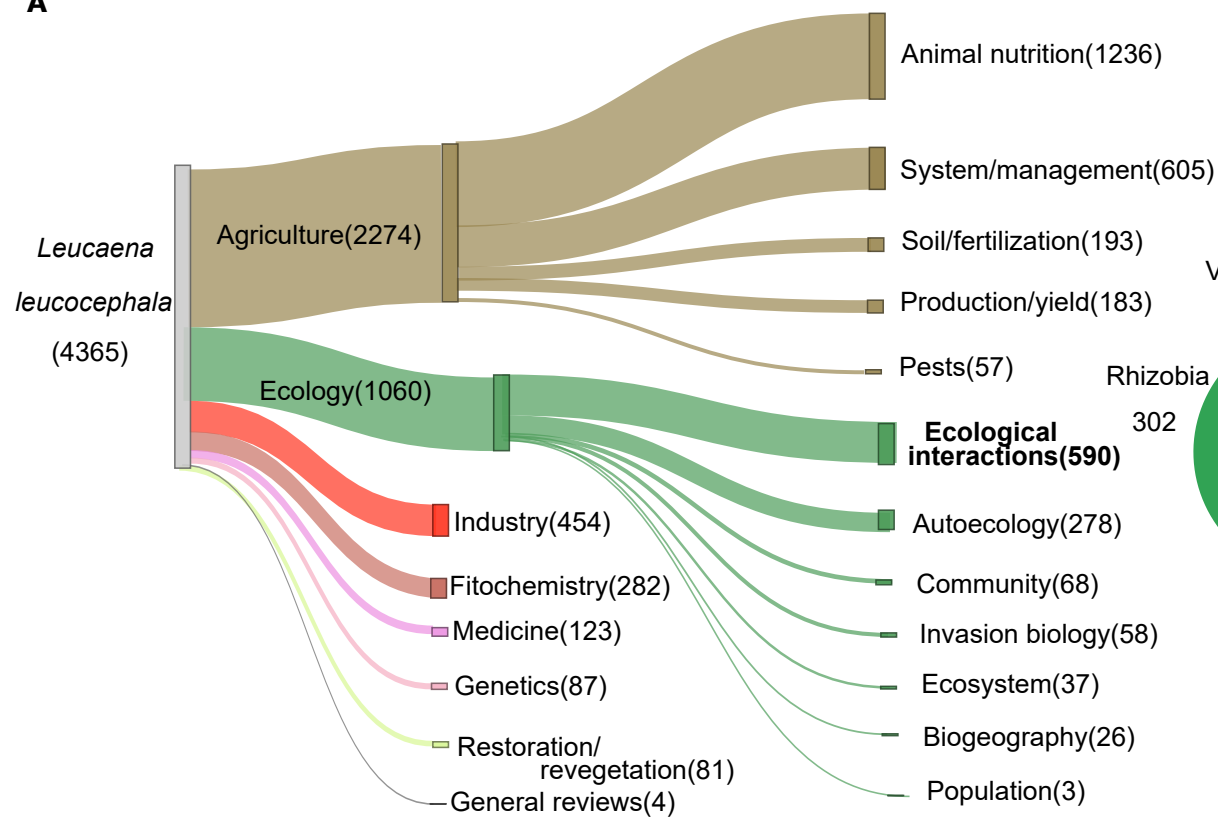 A
Leucaena
leucocephala
(4365)
Agriculture(2274)
Animal nutrition(1236)
System/management(605)
Soil/fertilization(193)
Production/yield(183)
Pests(57)
Ecology(1060)
Ecological
interactions(590)
Autoecology(278)
Community(68)
Invasion biology(58)
Ecosystem(37)
Biogeography(26)
Population(3)
Industry(454)
Fitochemistry(282)
Medicine(123)
Genetics(87)
Restoration/
revegetation(81)
General reviews(4)
V
Rhizobia
302